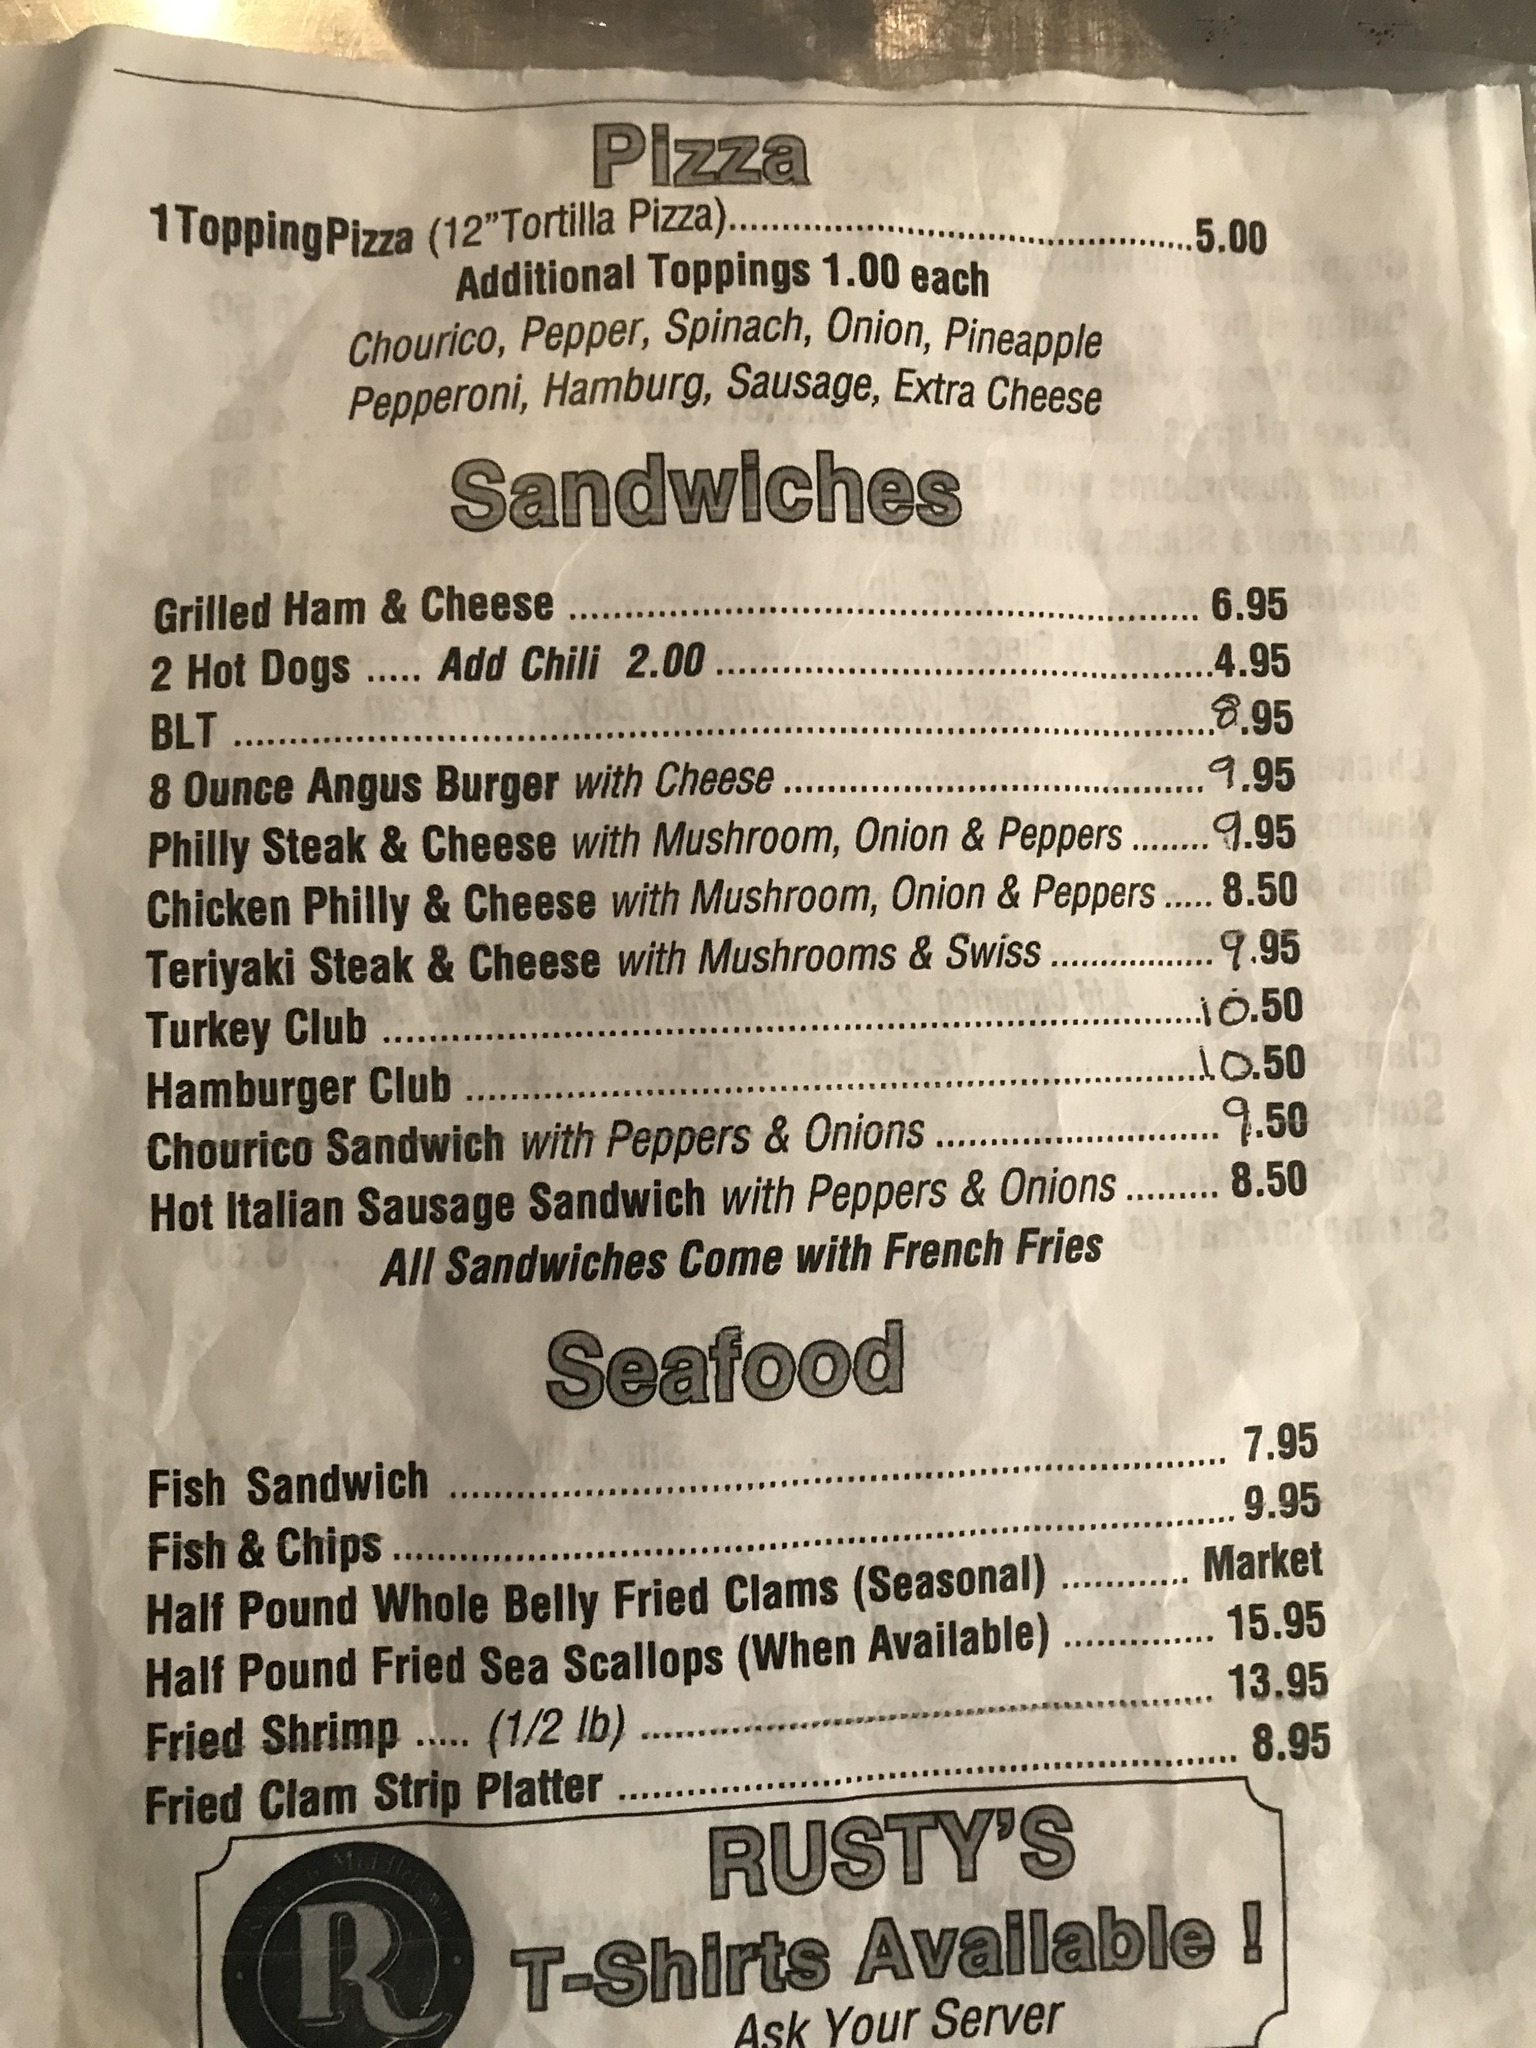 Pizza
1 Topping Pizza (12" Tortilla Pizza)..........5.00
Additional Toppings 1.00 each
Chourico, Pepper, Spinach, Onion, Pineapple
Pepperoni, Hamburg, Sausage, Extra Cheese
Sandwiches
Grilled Ham & Cheese .......... 6.95
2 Hot Dogs ..... Add Chili 2.00 ..........4.95
BLT ..........8.95
8 Ounce Angus Burger with Cheese .......... 9.95
Philly Steak & Cheese with Mushroom, Onion & Peppers ........ 9.95
Chicken Philly & Cheese with Mushroom, Onion & Peppers ..... 8.50
Teriyaki Steak & Cheese with Mushrooms & Swiss .......... 9.95
Turkey Club ..........10.50
Hamburger Club ..........10.50
Chourico Sandwich with Peppers & Onions .......... 9.50
Hot Italian Sausage Sandwich with Peppers & Onions ......... 8.50
All Sandwiches Come with French Fries
Seafood
Fish Sandwich .......... 7.95
Fish & Chips .......... 9.95
Half Pound Whole Belly Fried Clams (Seasonal) ............ Market
Half Pound Fried Sea Scallops (When Available) .............. 15.95
Fried Shrimp ..... (1/2 lb) .......... 13.95
Fried Clam Strip Platter .......... 8.95
RUSTY'S
R
T-Shirts Available !
Ask Your Server